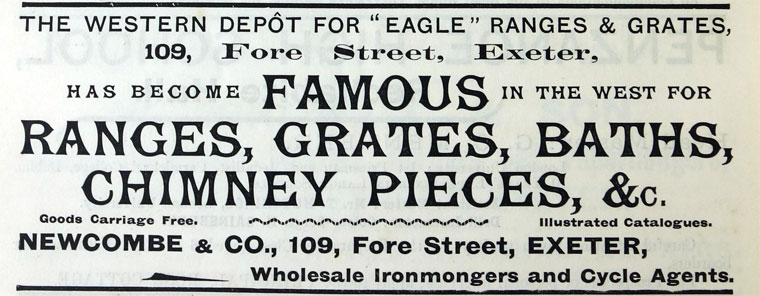 THE WESTERN DEPÔT FOR "EAGLE" RANGES & GRATES,
109, Fore Street, Exeter,
HAS BECOME FAMOUS IN THE WEST FOR
RANGES, GRATES, BATHS,
CHIMNEY PIECES, &c.
Goods Carriage Free. Illustrated Catalogues.
NEWCOMBE & CO., 109, Fore Street, EXETER,
Wholesale Ironmongers and Cycle Agents.